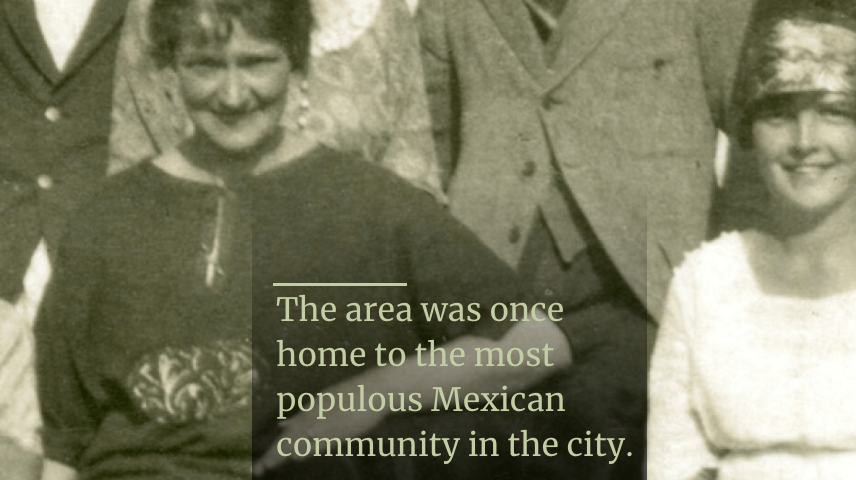 The area was once
home to the most
populous Mexican
community in the city.